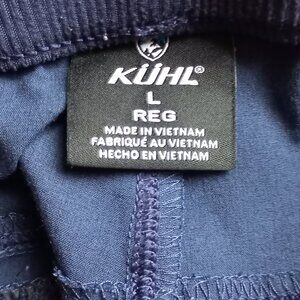 KÜHL®
L
REG
MADE IN VIETNAM
FABRIQUÉ AU VIETNAM
HECHO EN VIETNAM